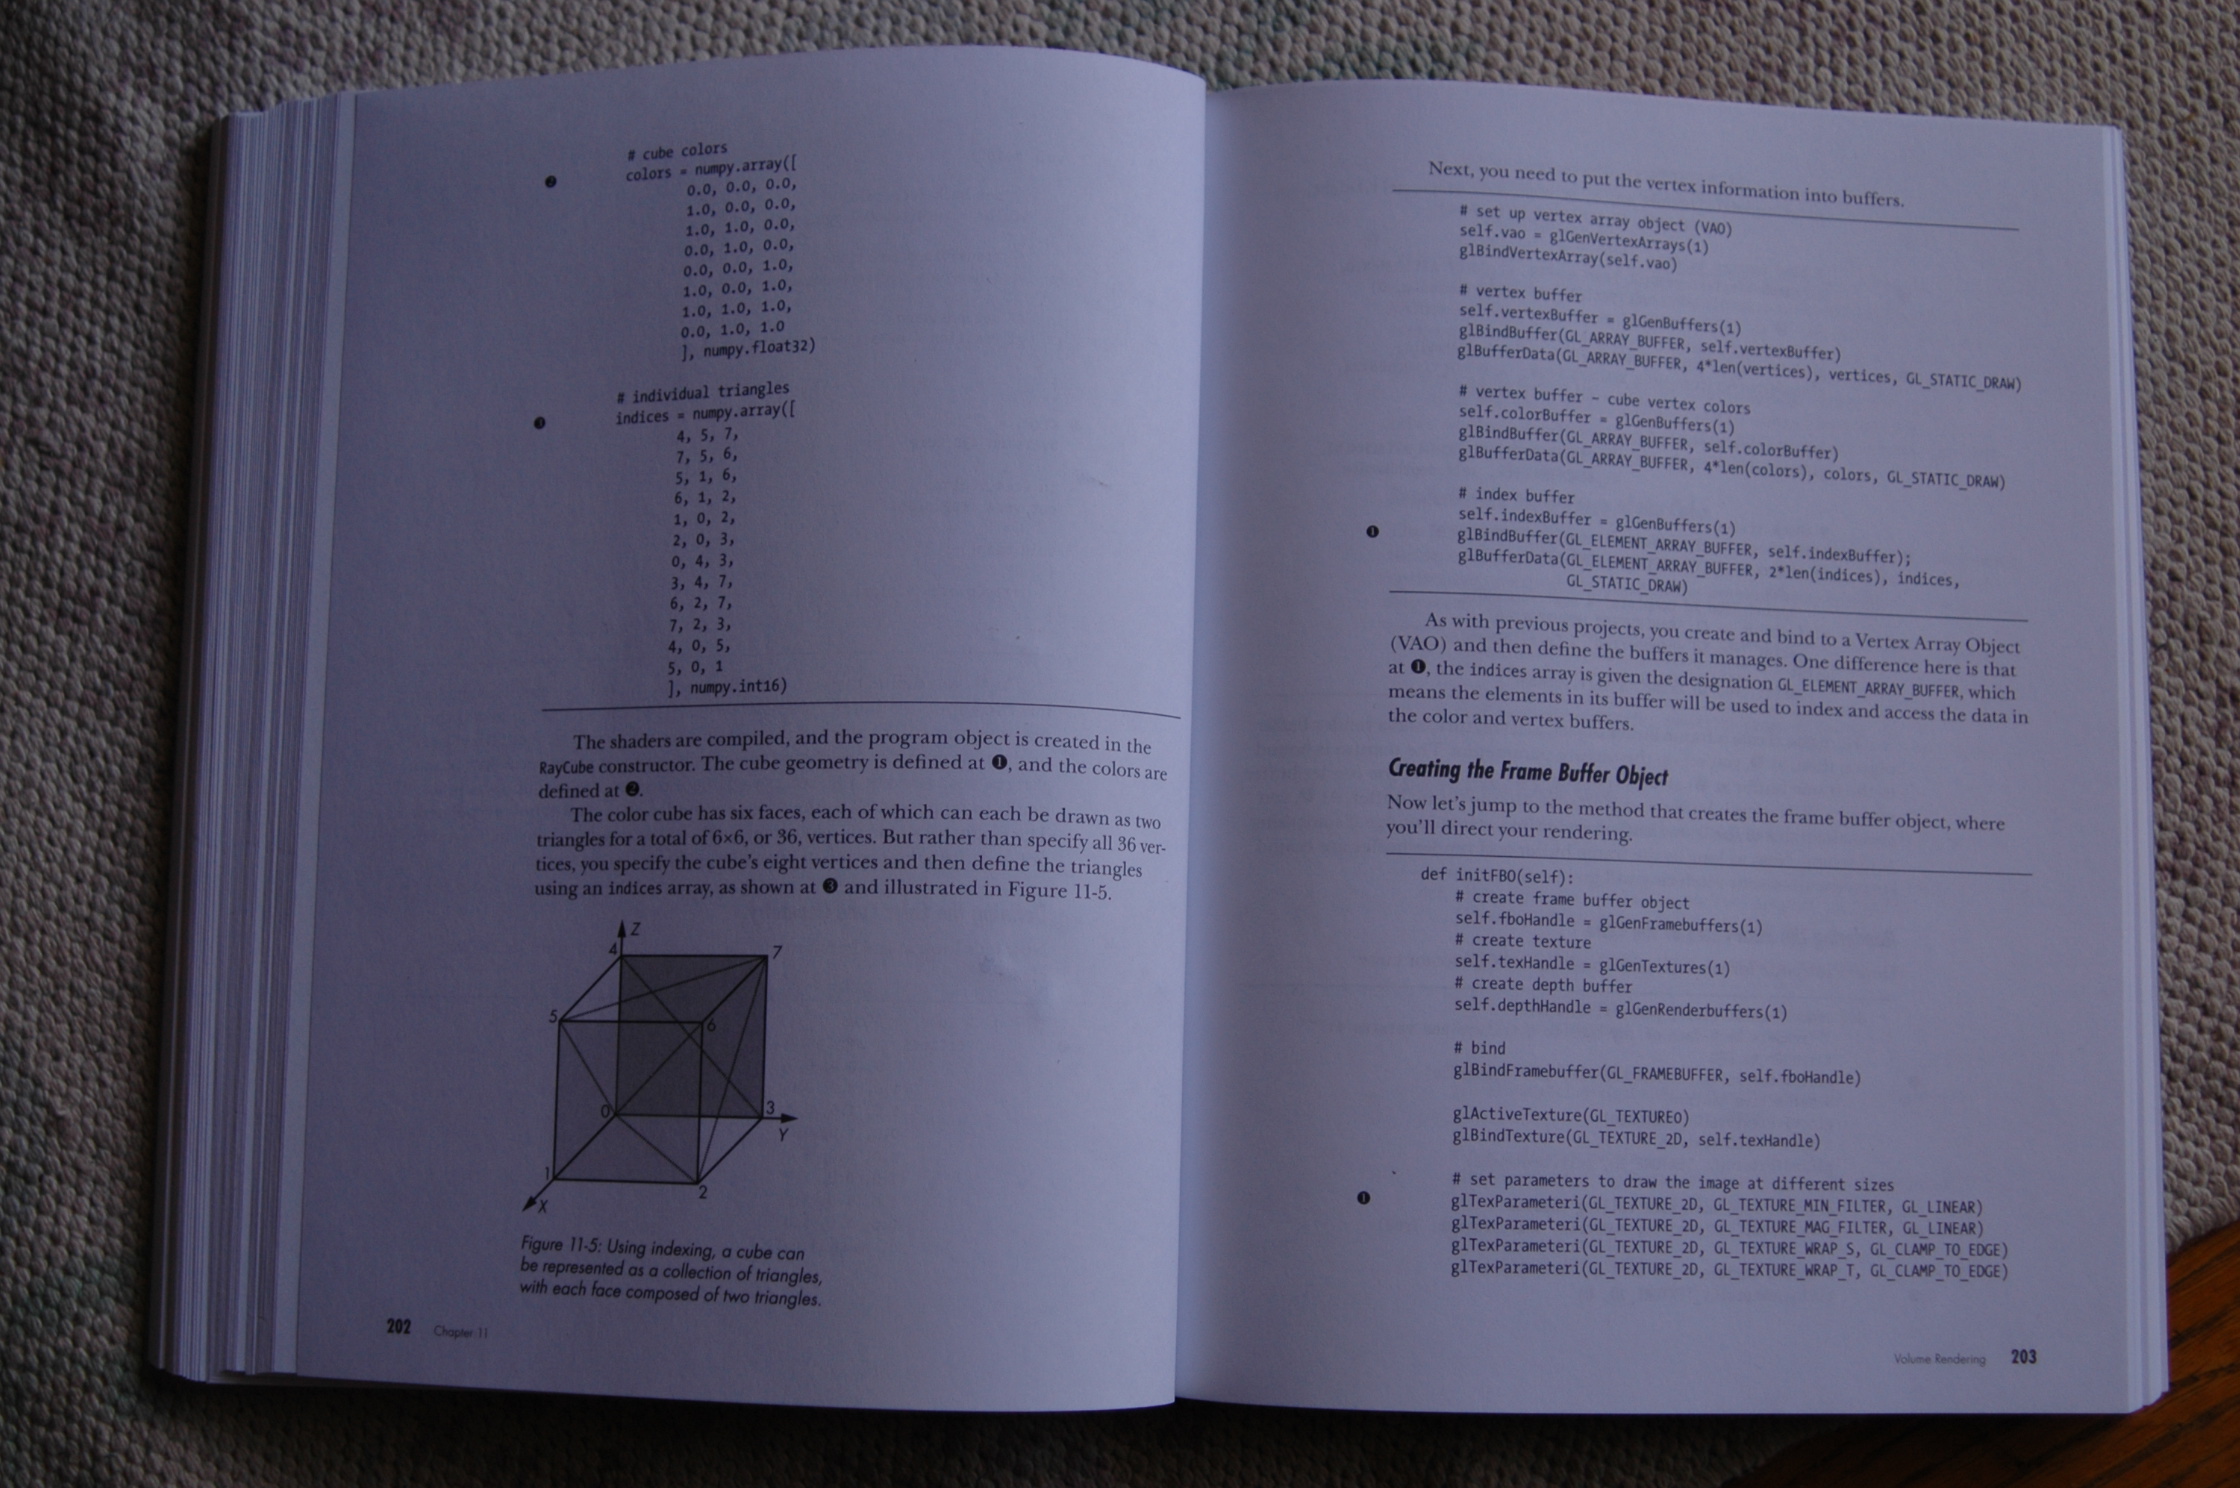 # cube colors
❷ colors = numpy.array([
0.0, 0.0, 0.0,
1.0, 0.0, 0.0,
1.0, 1.0, 0.0,
0.0, 1.0, 0.0,
0.0, 0.0, 1.0,
1.0, 0.0, 1.0,
1.0, 1.0, 1.0,
0.0, 1.0, 1.0
], numpy.float32)
# individual triangles
❸ indices = numpy.array([
4, 5, 7,
7, 5, 6,
5, 1, 6,
6, 1, 2,
1, 0, 2,
2, 0, 3,
0, 4, 3,
3, 4, 7,
6, 2, 7,
7, 2, 3,
4, 0, 5,
5, 0, 1
], numpy.int16)
The shaders are compiled, and the program object is created in the
RayCube constructor. The cube geometry is defined at ❶, and the colors are
defined at ❷.
The color cube has six faces, each of which can each be drawn as two
triangles for a total of 6×6, or 36, vertices. But rather than specify all 36 ver-
tices, you specify the cube's eight vertices and then define the triangles
using an indices array, as shown at ❸ and illustrated in Figure 11-5.
Z
4
7
5
6
0
3
Y
1
2
X
Figure 11-5: Using indexing, a cube can
be represented as a collection of triangles,
with each face composed of two triangles.
202 Chapter 11
Next, you need to put the vertex information into buffers.
# set up vertex array object (VAO)
self.vao = glGenVertexArrays(1)
glBindVertexArray(self.vao)
# vertex buffer
self.vertexBuffer = glGenBuffers(1)
glBindBuffer(GL_ARRAY_BUFFER, self.vertexBuffer)
glBufferData(GL_ARRAY_BUFFER, 4*len(vertices), vertices, GL_STATIC_DRAW)
# vertex buffer - cube vertex colors
self.colorBuffer = glGenBuffers(1)
glBindBuffer(GL_ARRAY_BUFFER, self.colorBuffer)
glBufferData(GL_ARRAY_BUFFER, 4*len(colors), colors, GL_STATIC_DRAW)
# index buffer
self.indexBuffer = glGenBuffers(1)
❶ glBindBuffer(GL_ELEMENT_ARRAY_BUFFER, self.indexBuffer);
glBufferData(GL_ELEMENT_ARRAY_BUFFER, 2*len(indices), indices,
GL_STATIC_DRAW)
As with previous projects, you create and bind to a Vertex Array Object
(VAO) and then define the buffers it manages. One difference here is that
at ❶, the indices array is given the designation GL_ELEMENT_ARRAY_BUFFER, which
means the elements in its buffer will be used to index and access the data in
the color and vertex buffers.
Creating the Frame Buffer Object
Now let's jump to the method that creates the frame buffer object, where
you'll direct your rendering.
def initFBO(self):
# create frame buffer object
self.fboHandle = glGenFramebuffers(1)
# create texture
self.texHandle = glGenTextures(1)
# create depth buffer
self.depthHandle = glGenRenderbuffers(1)
# bind
glBindFramebuffer(GL_FRAMEBUFFER, self.fboHandle)
glActiveTexture(GL_TEXTURE0)
glBindTexture(GL_TEXTURE_2D, self.texHandle)
# set parameters to draw the image at different sizes
❶ glTexParameteri(GL_TEXTURE_2D, GL_TEXTURE_MIN_FILTER, GL_LINEAR)
glTexParameteri(GL_TEXTURE_2D, GL_TEXTURE_MAG_FILTER, GL_LINEAR)
glTexParameteri(GL_TEXTURE_2D, GL_TEXTURE_WRAP_S, GL_CLAMP_TO_EDGE)
glTexParameteri(GL_TEXTURE_2D, GL_TEXTURE_WRAP_T, GL_CLAMP_TO_EDGE)
Volume Rendering 203